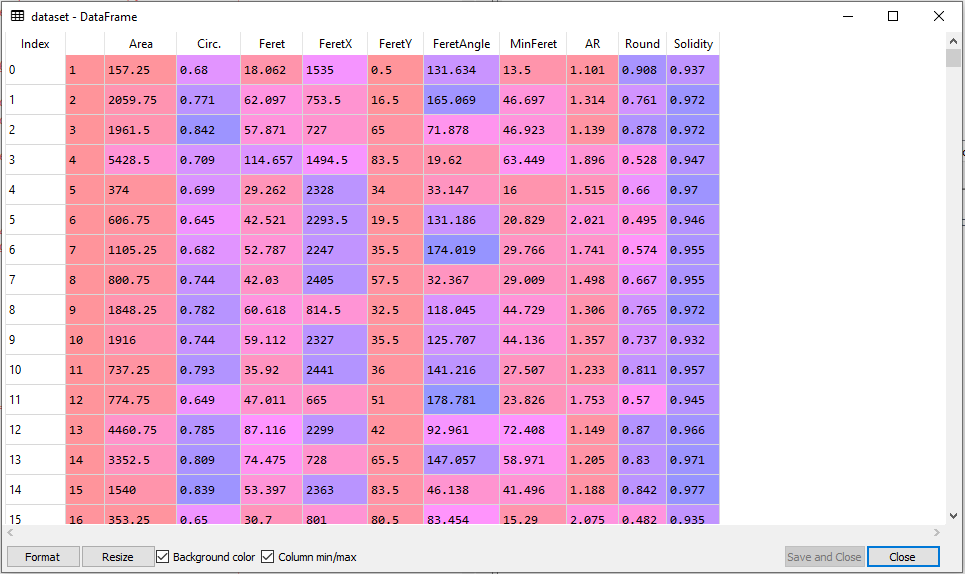 dataset - DataFrame
Index Area Circ. Feret FeretX FeretY FeretAngle MinFeret AR Round Solidity
0 1 157.25 0.68 18.062 1535 0.5 131.634 13.5 1.101 0.908 0.937
1 2 2059.75 0.771 62.097 753.5 16.5 165.069 46.697 1.314 0.761 0.972
2 3 1961.5 0.842 57.871 727 65 71.878 46.923 1.139 0.878 0.972
3 4 5428.5 0.709 114.657 1494.5 83.5 19.62 63.449 1.896 0.528 0.947
4 5 374 0.699 29.262 2328 34 33.147 16 1.515 0.66 0.97
5 6 606.75 0.645 42.521 2293.5 19.5 131.186 20.829 2.021 0.495 0.946
6 7 1105.25 0.682 52.787 2247 35.5 174.019 29.766 1.741 0.574 0.955
7 8 800.75 0.744 42.03 2405 57.5 32.367 29.009 1.498 0.667 0.955
8 9 1848.25 0.782 60.618 814.5 32.5 118.045 44.729 1.306 0.765 0.972
9 10 1916 0.744 59.112 2327 35.5 125.707 44.136 1.357 0.737 0.932
10 11 737.25 0.793 35.92 2441 36 141.216 27.507 1.233 0.811 0.957
11 12 774.75 0.649 47.011 665 51 178.781 23.826 1.753 0.57 0.945
12 13 4460.75 0.785 87.116 2299 42 92.961 72.408 1.149 0.87 0.966
13 14 3352.5 0.809 74.475 728 65.5 147.057 58.971 1.205 0.83 0.971
14 15 1540 0.839 53.397 2363 83.5 46.138 41.496 1.188 0.842 0.977
15 16 353.25 0.65 30.7 801 80.5 83.454 15.29 2.075 0.482 0.935
Format Resize Background color Column min/max Save and Close Close